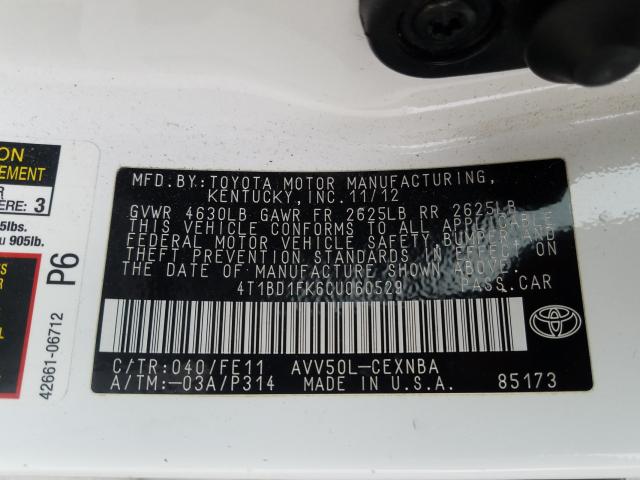 ON
EMENT
R
ERE: 3
5lbs.
905lb.
P6
42661-06712
MFD.BY:TOYOTA MOTOR MANUFACTURING,
KENTUCKY,INC.11/12
GVWR 4630LB GAWR FR 2625LB RR 2625LB
THIS VEHICLE CONFORMS TO ALL APPLICABLE
FEDERAL MOTOR VEHICLE SAFETY, BUMPER,AND
THEFT PREVENTION STANDARDS IN EFFECT ON
THE DATE OF MANUFACTURE SHOWN ABOVE.
4T1BD1FK6CU060529 PASS.CAR
C/TR:040/FE11 AVV50L-CEXNBA
A/TM:-03A/P314 MADE IN U.S.A. 85173